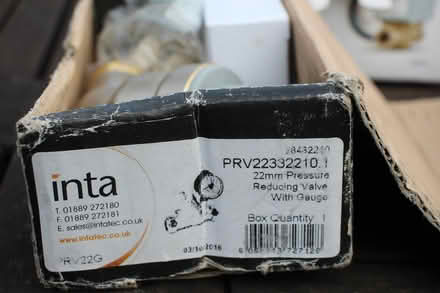 inta
T. 01889 272180
F. 01889 272181
E. sales@intatec.co.uk
www.intatec.co.uk
PRV22G
28432210
PRV22332210.1
22mm Pressure
Reducing Valve
With Gauge
Box Quantity 1
03/10/2016